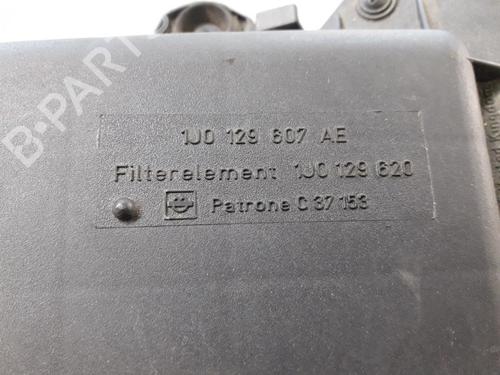 B-PARTS
1J0 129 607 AE
Filterelement 1J0 129 620
Patrone C 37 153